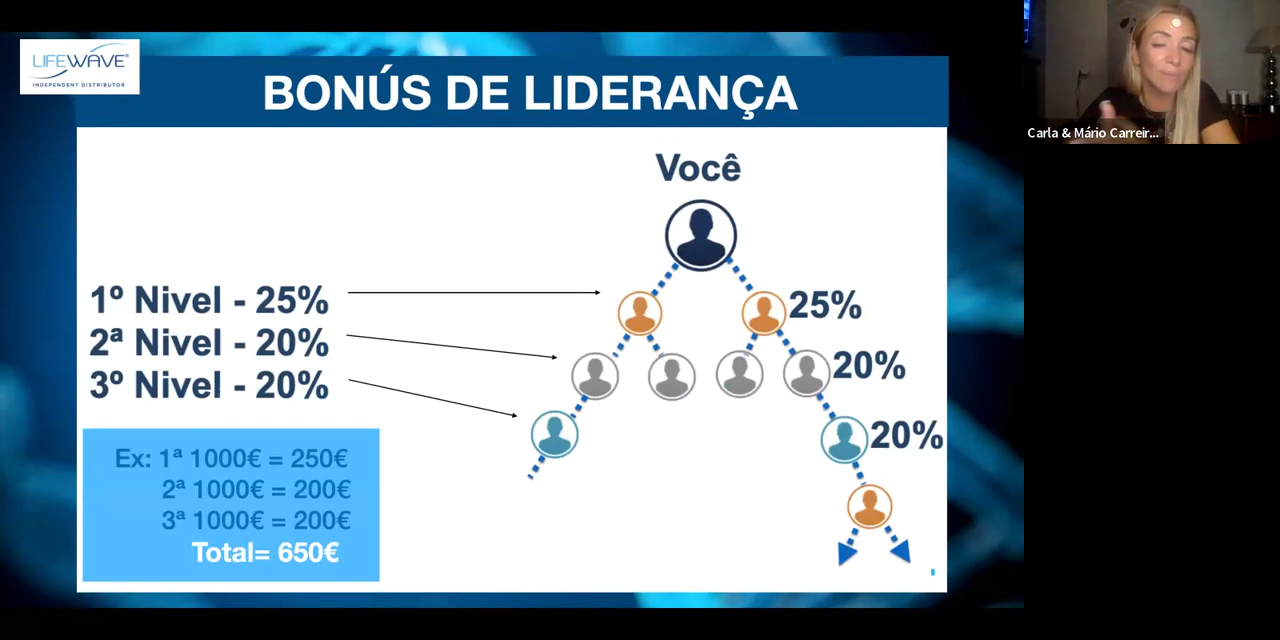 LIFEWAVE®
INDEPENDENT DISTRIBUTOR
BONÚS DE LIDERANÇA
Carla & Mário Carreir...
Você
1º Nivel - 25%
2ª Nivel - 20%
3º Nivel - 20%
25%
20%
20%
Ex: 1ª 1000€ = 250€
2ª 1000€ = 200€
3ª 1000€ = 200€
Total= 650€